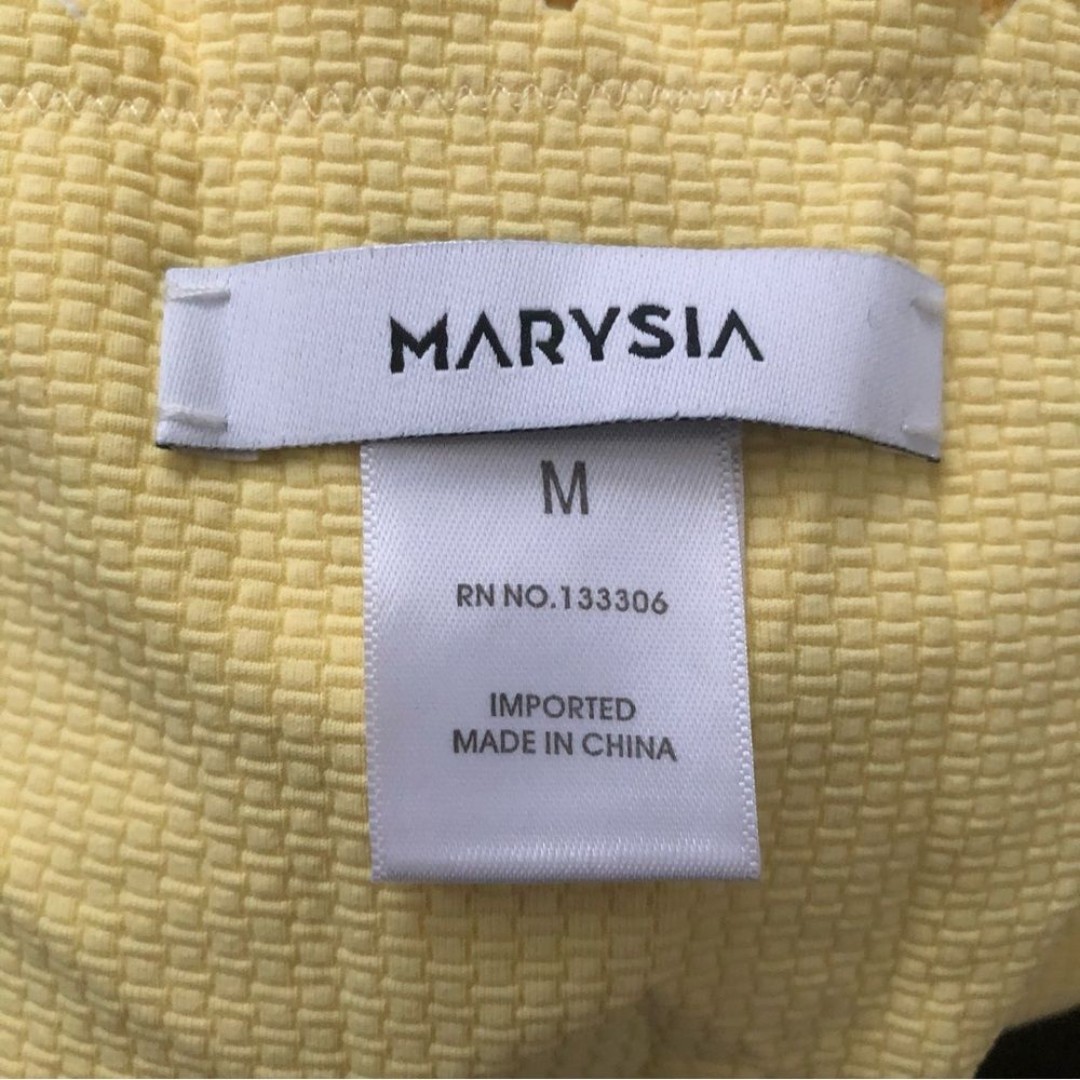 MARYSIA
M
RN NO.133306
IMPORTED
MADE IN CHINA